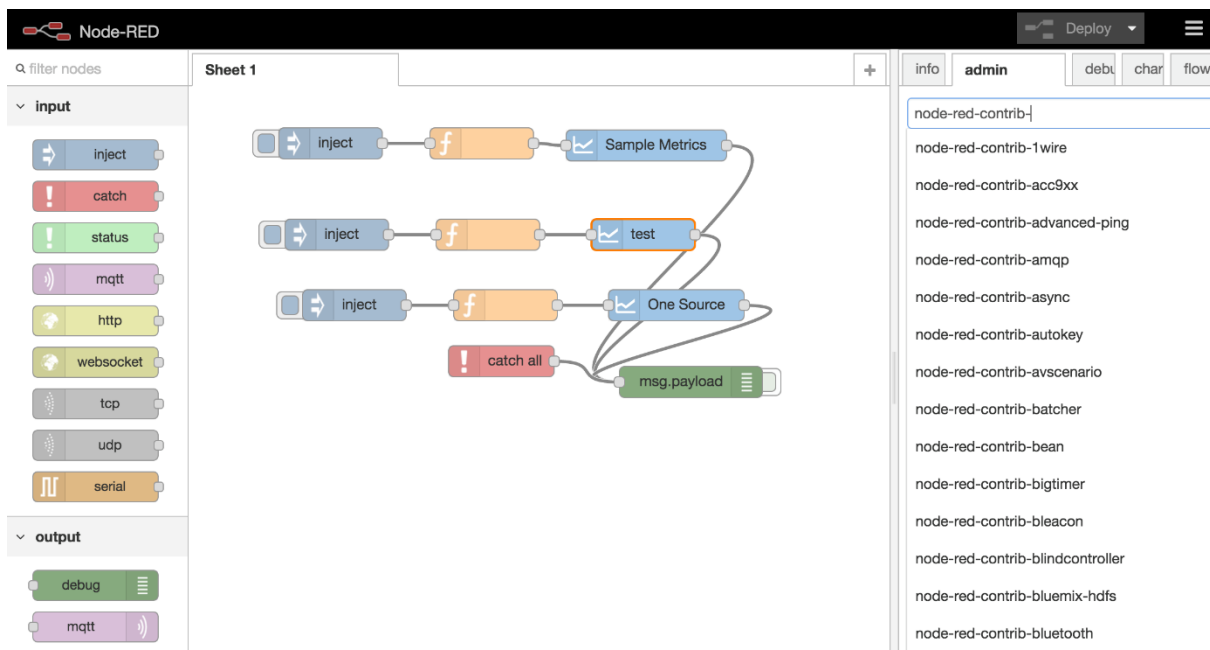 Node-RED
Deploy
filter nodes
Sheet 1
+
info
admin
debu
char
flow
input
inject
catch
status
mqtt
http
websocket
tcp
udp
serial
output
debug
mqtt
inject
f
Sample Metrics
inject
f
test
inject
f
One Source
catch all
msg.payload
node-red-contrib-
node-red-contrib-1wire
node-red-contrib-acc9xx
node-red-contrib-advanced-ping
node-red-contrib-amqp
node-red-contrib-async
node-red-contrib-autokey
node-red-contrib-avscenario
node-red-contrib-batcher
node-red-contrib-bean
node-red-contrib-bigtimer
node-red-contrib-bleacon
node-red-contrib-blindcontroller
node-red-contrib-bluemix-hdfs
node-red-contrib-bluetooth